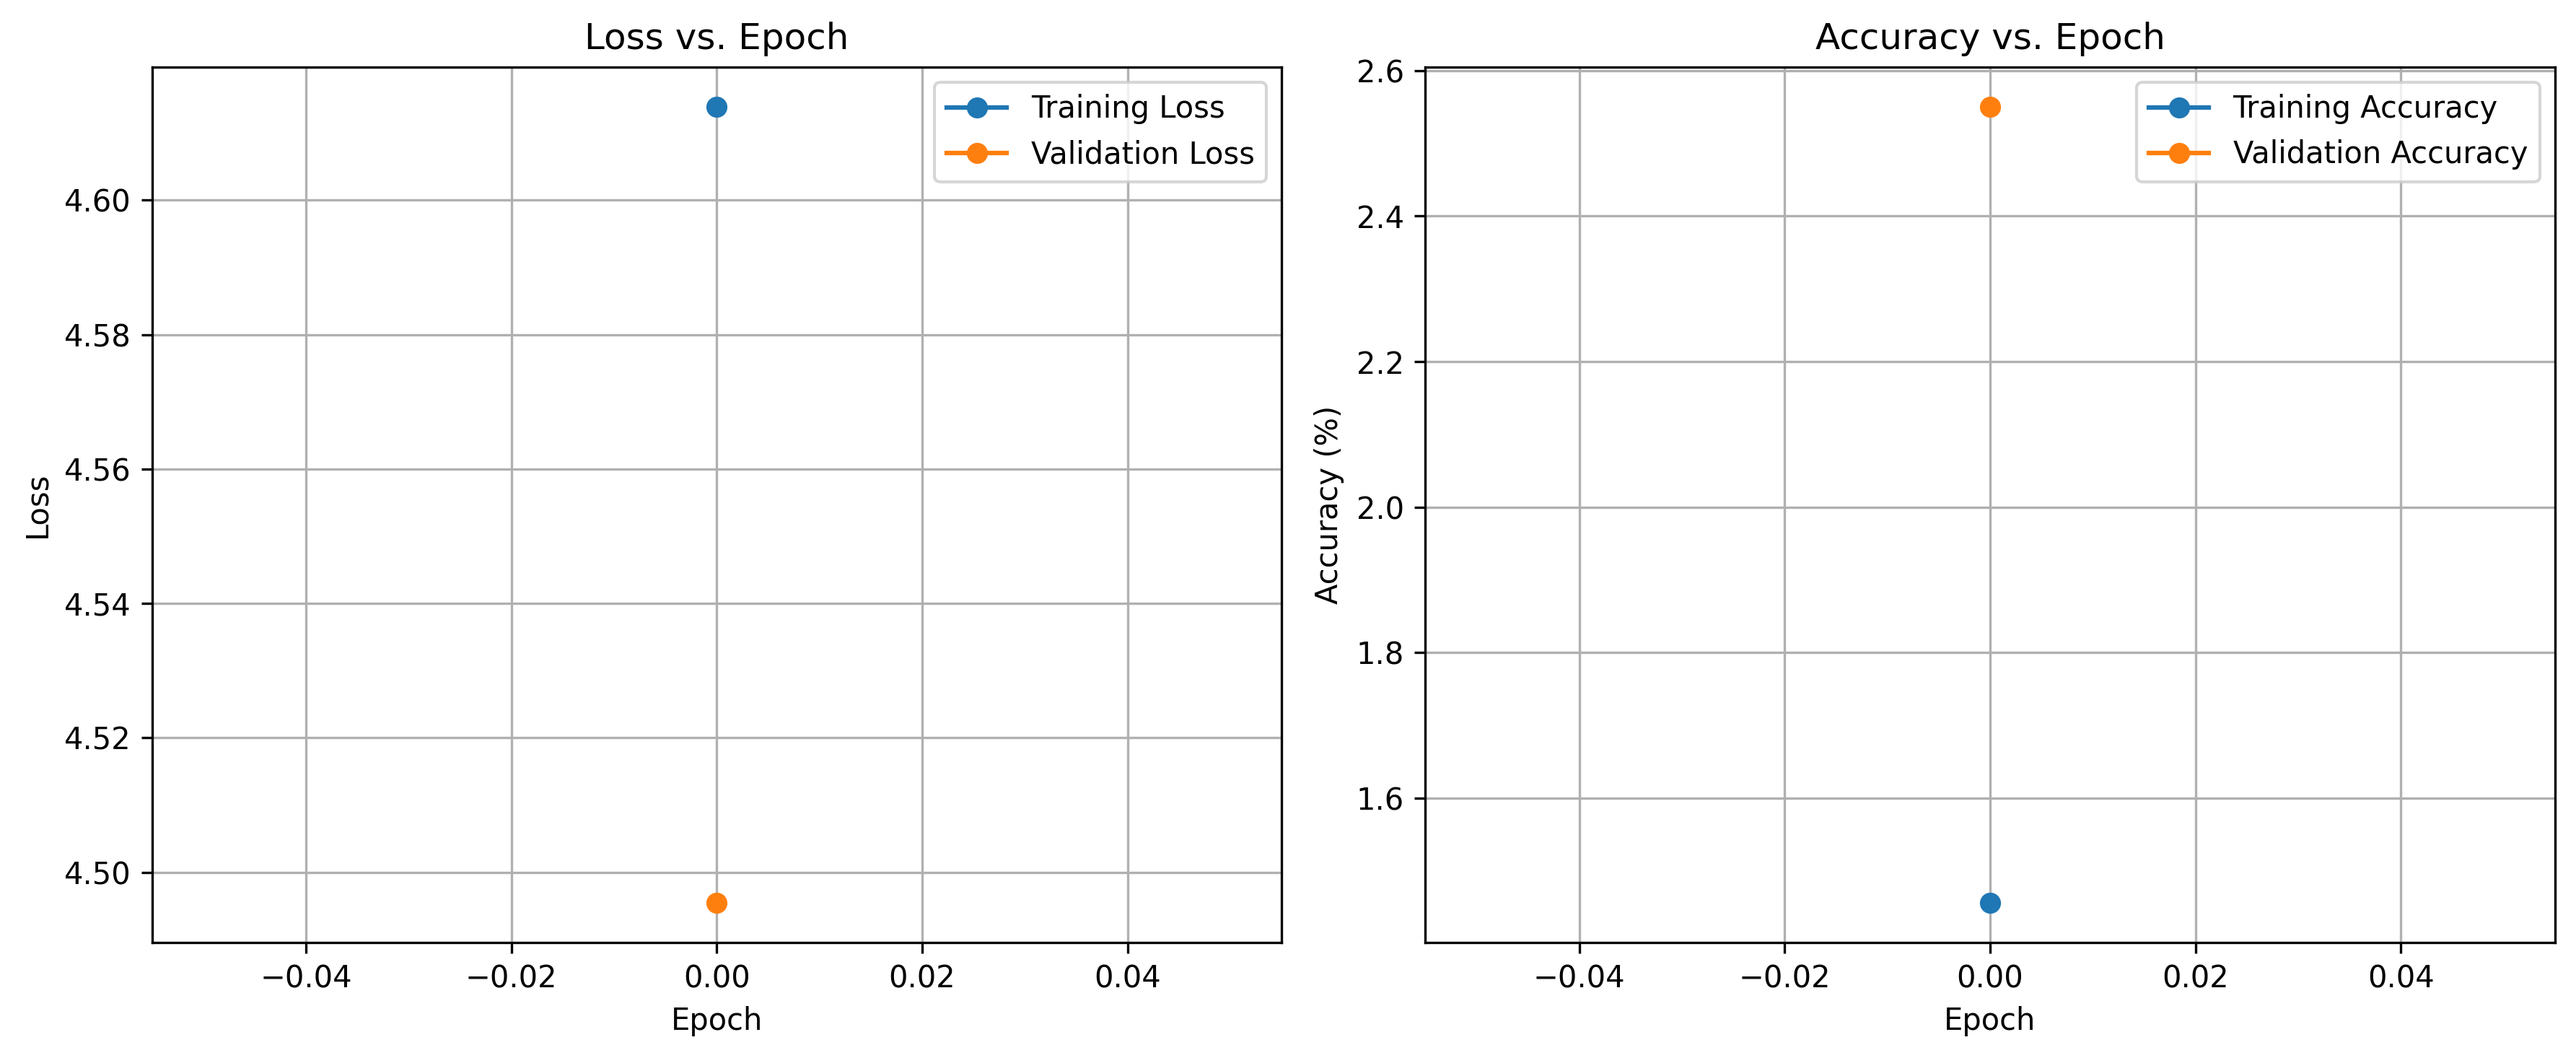 Loss vs. Epoch
Training Loss
Validation Loss
4.60
4.58
4.56
4.54
4.52
4.50
Loss
−0.04 −0.02 0.00 0.02 0.04
Epoch
Accuracy vs. Epoch
Training Accuracy
Validation Accuracy
2.6
2.4
2.2
2.0
1.8
1.6
Accuracy (%)
−0.04 −0.02 0.00 0.02 0.04
Epoch